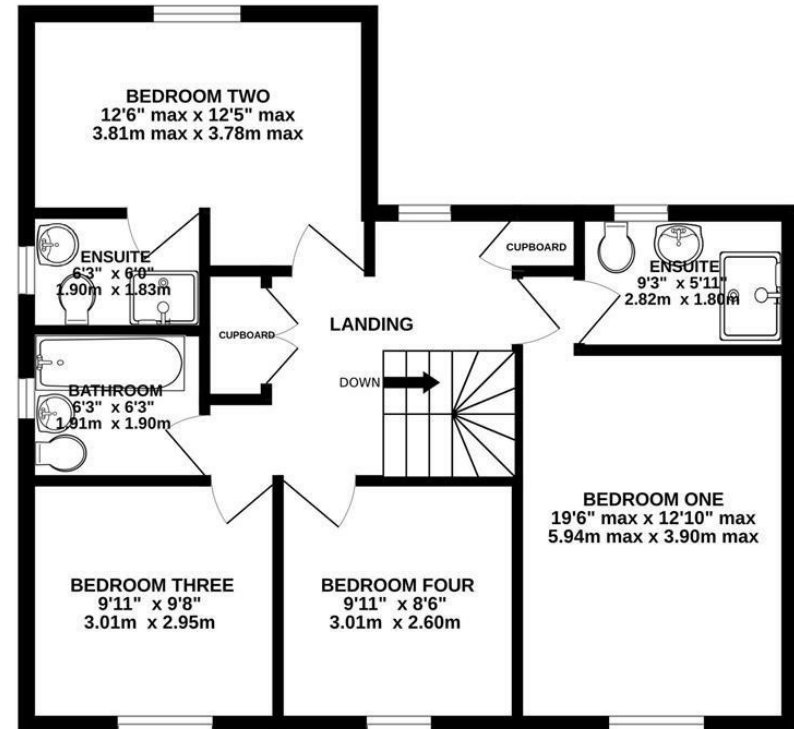 BEDROOM TWO
12'6" max x 12'5" max
3.81m max x 3.78m max
CUPBOARD
ENSUITE
6'3" x 6'0"
1.90m x 1.83m
ENSUITE
9'3" x 5'11"
2.82m x 1.80m
CUPBOARD
LANDING
DOWN
BATHROOM
6'3" x 6'3"
1.91m x 1.90m
BEDROOM ONE
19'6" max x 12'10" max
5.94m max x 3.90m max
BEDROOM THREE
9'11" x 9'8"
3.01m x 2.95m
BEDROOM FOUR
9'11" x 8'6"
3.01m x 2.60m